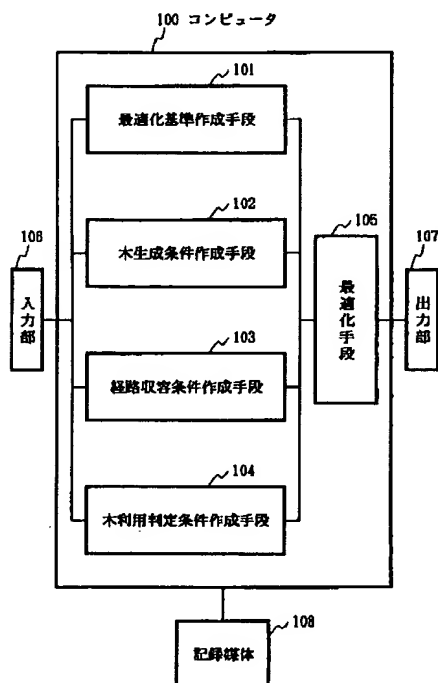 100 コンピュータ
101
最適化基準作成手段
102
木生成条件作成手段
103
経路収容条件作成手段
104
木利用判定条件作成手段
105
最適化手段
106
入力部
107
出力部
108
記録媒体